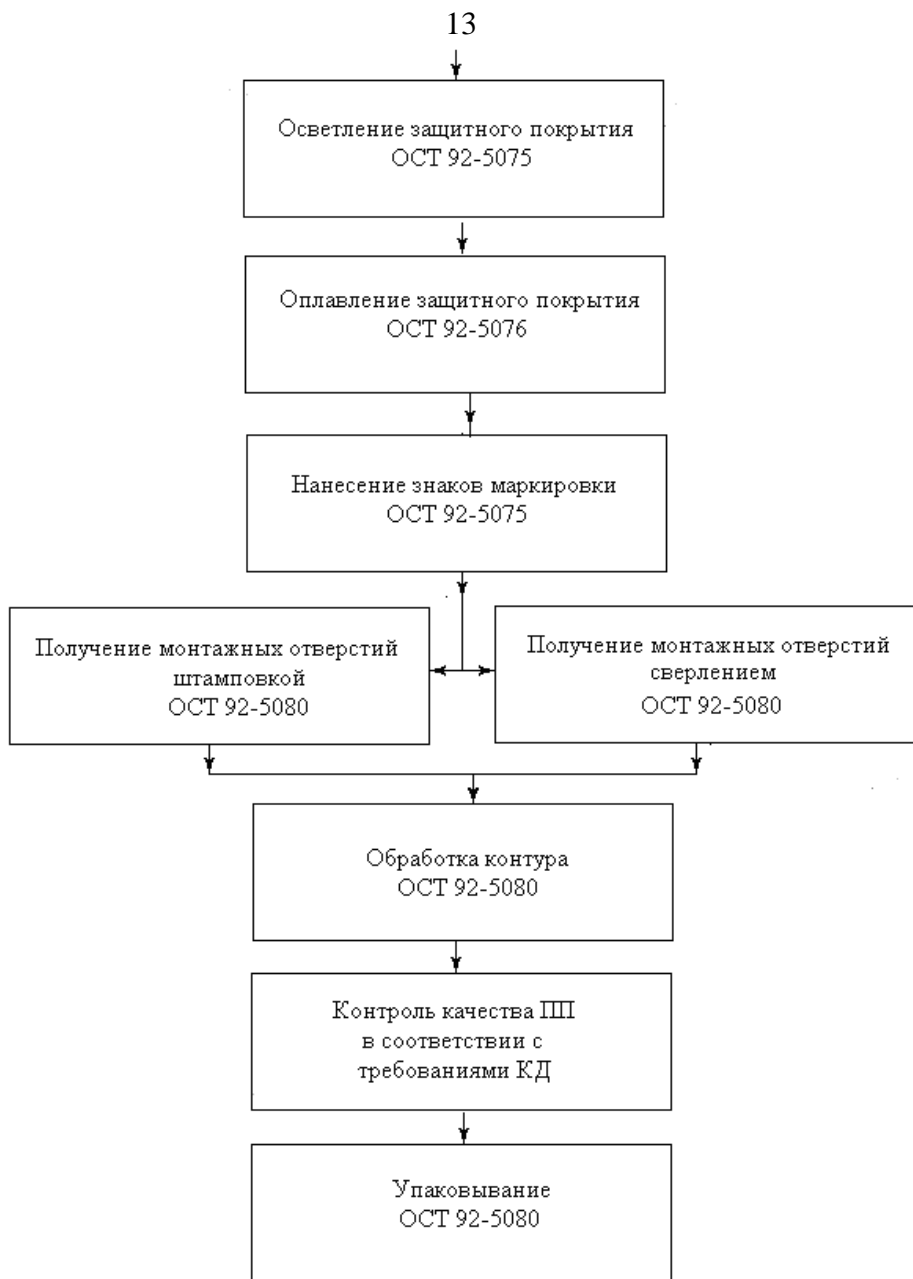 13
Осветление защитного покрытия
ОСТ 92-5075
Оплавление защитного покрытия
ОСТ 92-5076
Нанесение знаков маркировки
ОСТ 92-5075
Получение монтажных отверстий
штамповкой
ОСТ 92-5080
Получение монтажных отверстий
сверлением
ОСТ 92-5080
Обработка контура
ОСТ 92-5080
Контроль качества ПП
в соответствии с
требованиями КД
Упаковывание
ОСТ 92-5080